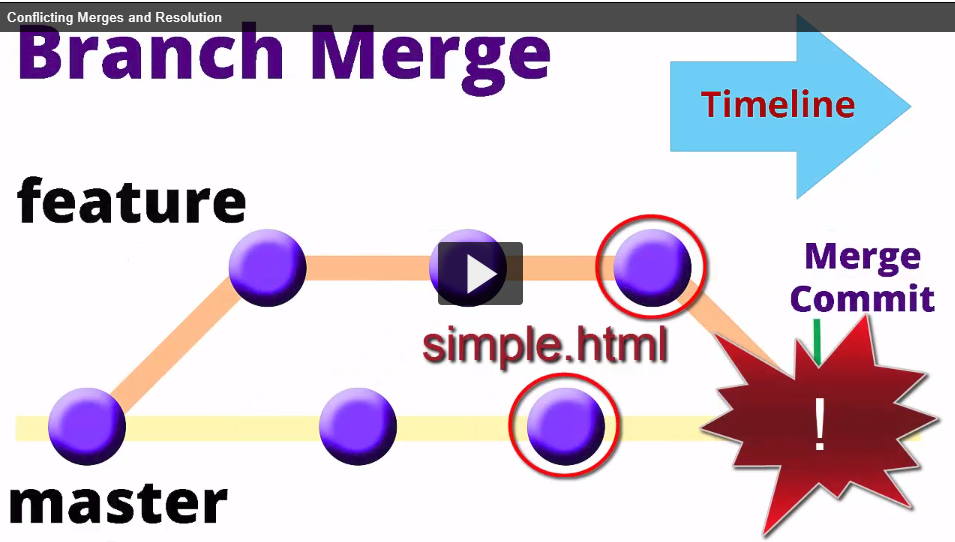 Conflicting Merges and Resolution
Branch Merge
Timeline
feature
Merge
Commit
simple.html
!
master